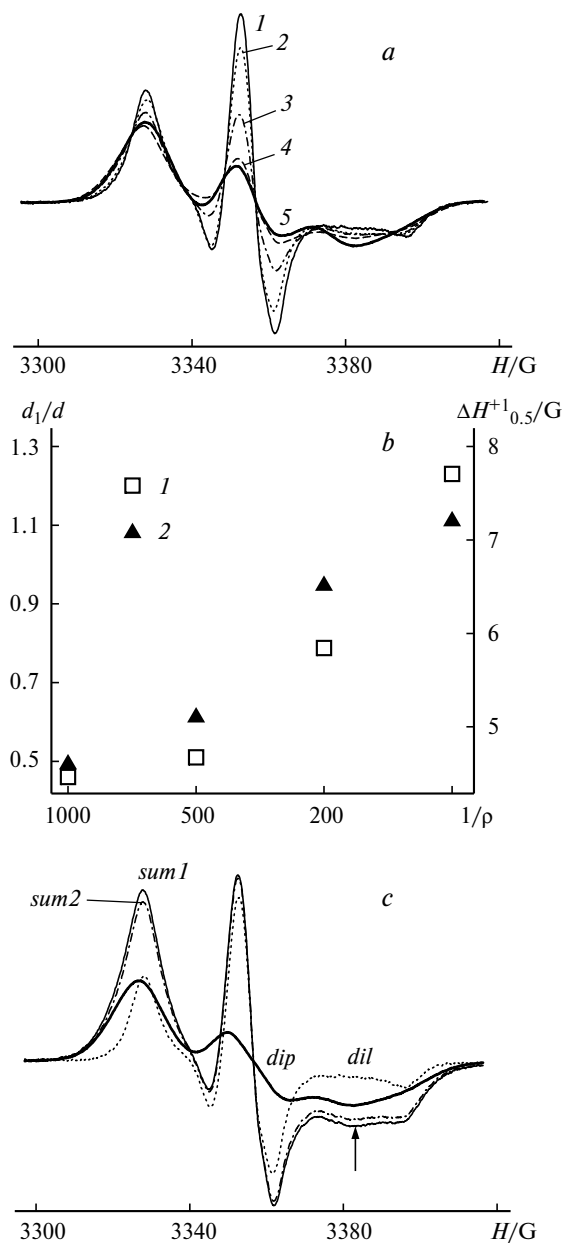 1
2
a
3
4
5
3300 3340 3380 H/G
d₁/d ΔH⁺¹₀.₅/G
1.3 b 8
1 
1.1 2 7
0.9
6
0.7
5
0.5
1000 500 200 1/ρ
sum1 c
sum2
dip dil
3300 3340 3380 H/G